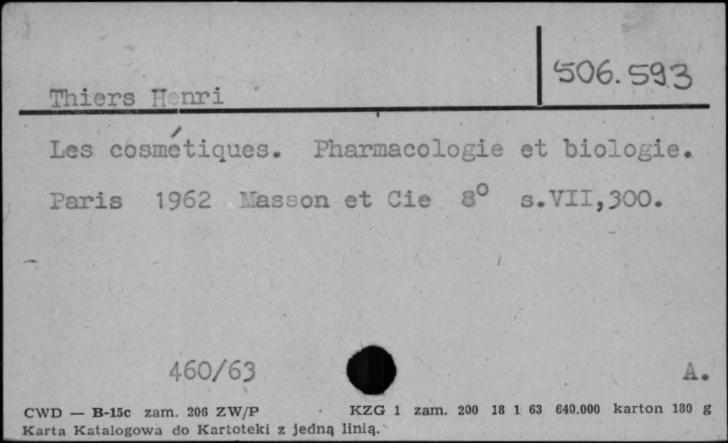 506.593
Thiers Henri
Les cosmétiques. Pharmacologie et biologie.
Paris 1962 Masson et Cie 8° s.VII,300.
460/63 A.
CWD — B-15c zam. 206 ZW/P KZG 1 zam. 200 18 1 63 640.000 karton 180 g
Karta Katalogowa do Kartoteki z jedną linią.